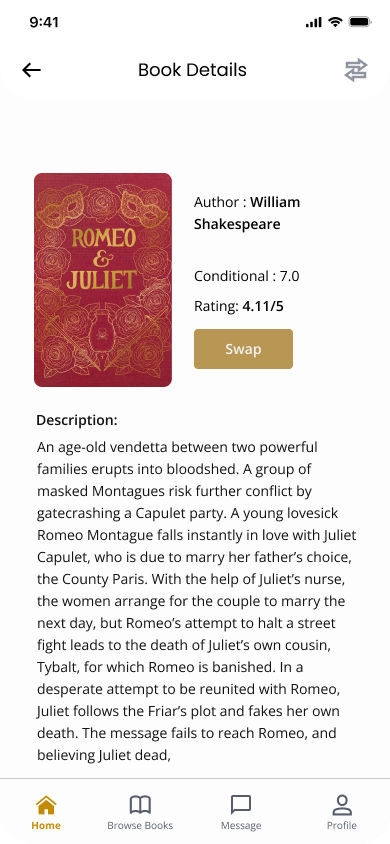 9:41
Book Details
ROMEO
&
JULIET
Author : William
Shakespeare
Conditional : 7.0
Rating: 4.11/5
Swap
Description:
An age-old vendetta between two powerful
families erupts into bloodshed. A group of
masked Montagues risk further conflict by
gatecrashing a Capulet party. A young lovesick
Romeo Montague falls instantly in love with Juliet
Capulet, who is due to marry her father’s choice,
the County Paris. With the help of Juliet’s nurse,
the women arrange for the couple to marry the
next day, but Romeo’s attempt to halt a street
fight leads to the death of Juliet’s own cousin,
Tybalt, for which Romeo is banished. In a
desperate attempt to be reunited with Romeo,
Juliet follows the Friar’s plot and fakes her own
death. The message fails to reach Romeo, and
believing Juliet dead,
Home
Browse Books
Message
Profile